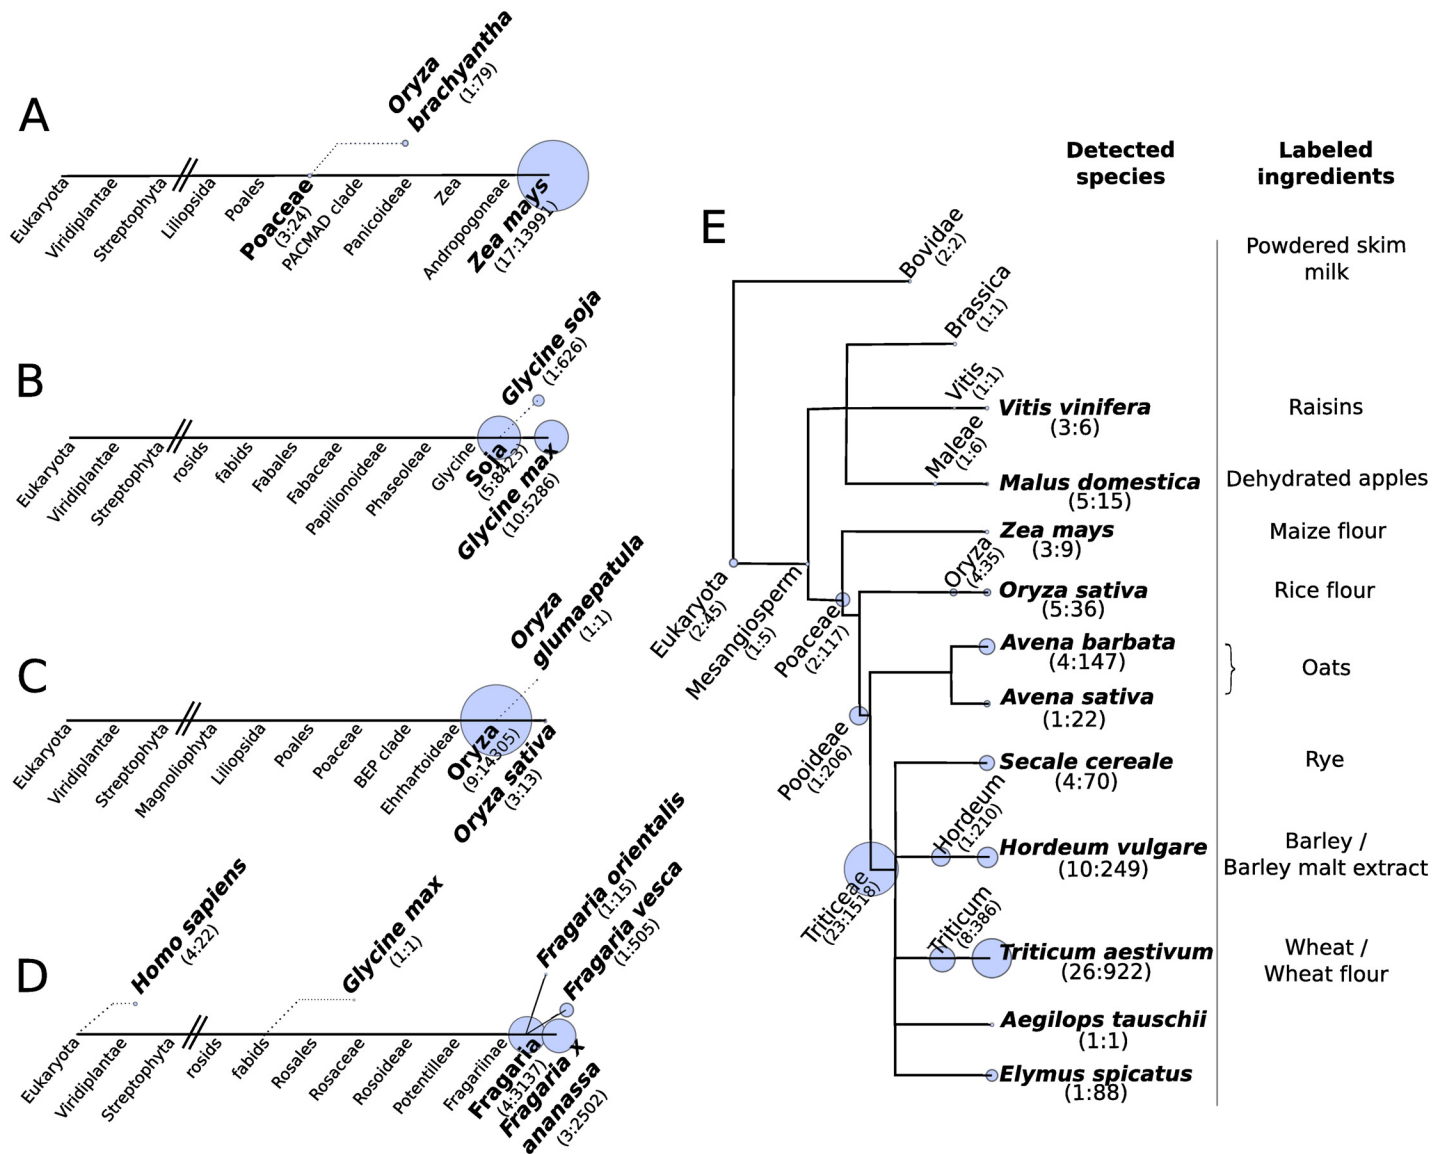 A
Oryza
brachyantha
(1:79)
Eukaryota
Viridiplantae
Streptophyta
Liliopsida
Poales
Poaceae
(3:24)
PACMAD clade
Panicoideae
Zea
Andropogoneae
Zea mays
(17:13991)
B
Glycine soja
(1:626)
Eukaryota
Viridiplantae
Streptophyta
rosids
fabids
Fabales
Fabaceae
Papilionoideae
Phaseoleae
Glycine
Soja
(5:8423)
Glycine max
(10:5286)
C
Oryza
glumaepatula
(1:1)
Eukaryota
Viridiplantae
Streptophyta
Magnoliophyta
Liliopsida
Poales
Poaceae
BEP clade
Ehrhartoideae
Oryza
(9:14305)
Oryza sativa
(3:13)
D
Homo sapiens
(4:22)
Glycine max
(1:1)
Fragaria orientalis
(1:15)
Fragaria vesca
(1:505)
Eukaryota
Viridiplantae
Streptophyta
rosids
fabids
Rosales
Rosaceae
Rosoideae
Potentilleae
Fragariinae
Fragaria
(4:3137)
Fragaria x
ananassa
(3:2502)
E
Detected
species
Labeled
ingredients
Bovidae
(2:2)
Powdered skim
milk
Brassica
(1:1)
Vitis
(1:1)
Vitis vinifera
(3:6)
Raisins
Maleae
(1:6)
Malus domestica
(5:15)
Dehydrated apples
Zea mays
(3:9)
Maize flour
Eukaryota
(2:45)
Mesangiosperm
(1:5)
Poaceae
(2:117)
Oryza
(4:35)
Oryza sativa
(5:36)
Rice flour
Avena barbata
(4:147)
Oats
Avena sativa
(1:22)
Pooideae
(1:206)
Secale cereale
(4:70)
Rye
Triticeae
(23:1518)
Hordeum
(1:210)
Hordeum vulgare
(10:249)
Barley /
Barley malt extract
Triticum
(8:386)
Triticum aestivum
(26:922)
Wheat /
Wheat flour
Aegilops tauschii
(1:1)
Elymus spicatus
(1:88)